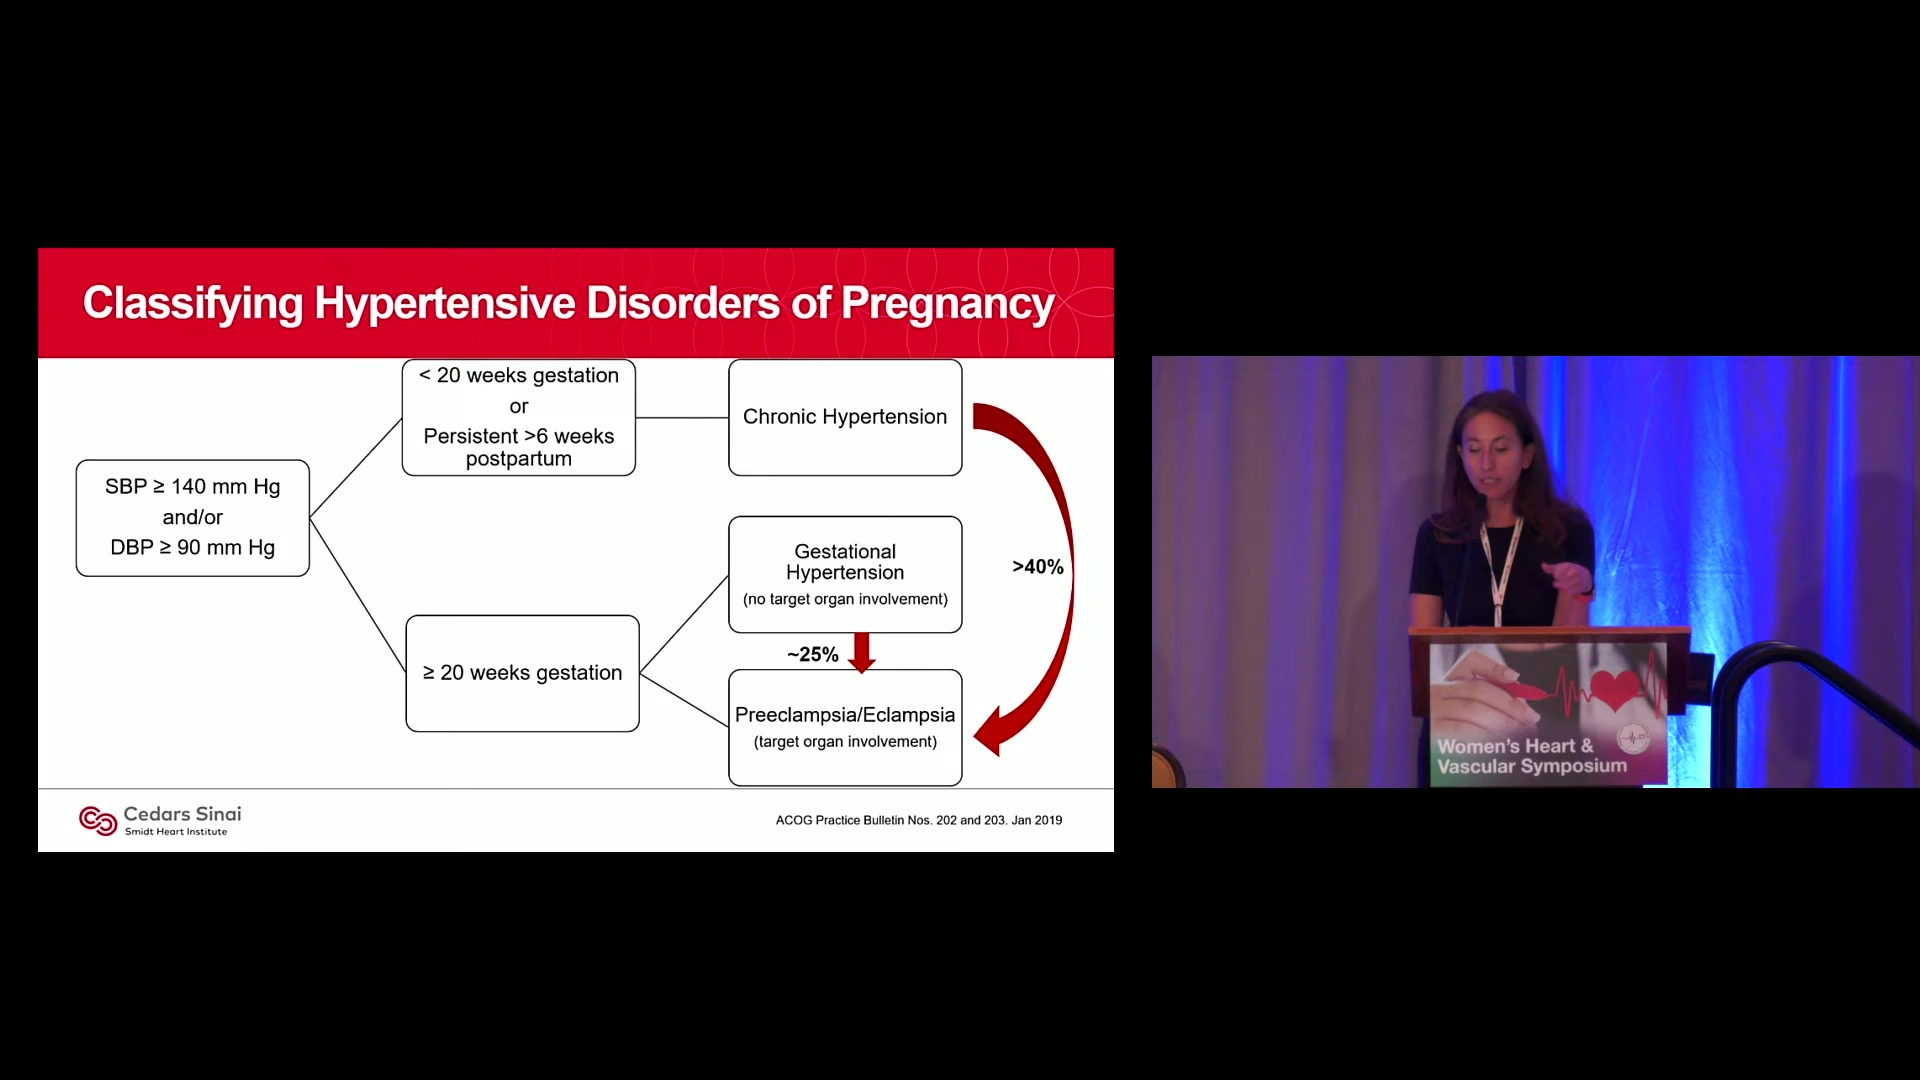 Classifying Hypertensive Disorders of Pregnancy
SBP ≥ 140 mm Hg
and/or
DBP ≥ 90 mm Hg
< 20 weeks gestation
or
Persistent >6 weeks
postpartum
Chronic Hypertension
≥ 20 weeks gestation
Gestational
Hypertension
(no target organ involvement)
~25%
>40%
Preeclampsia/Eclampsia
(target organ involvement)
Cedars Sinai
Smidt Heart Institute
ACOG Practice Bulletin Nos. 202 and 203. Jan 2019
Women's Heart &
Vascular Symposium